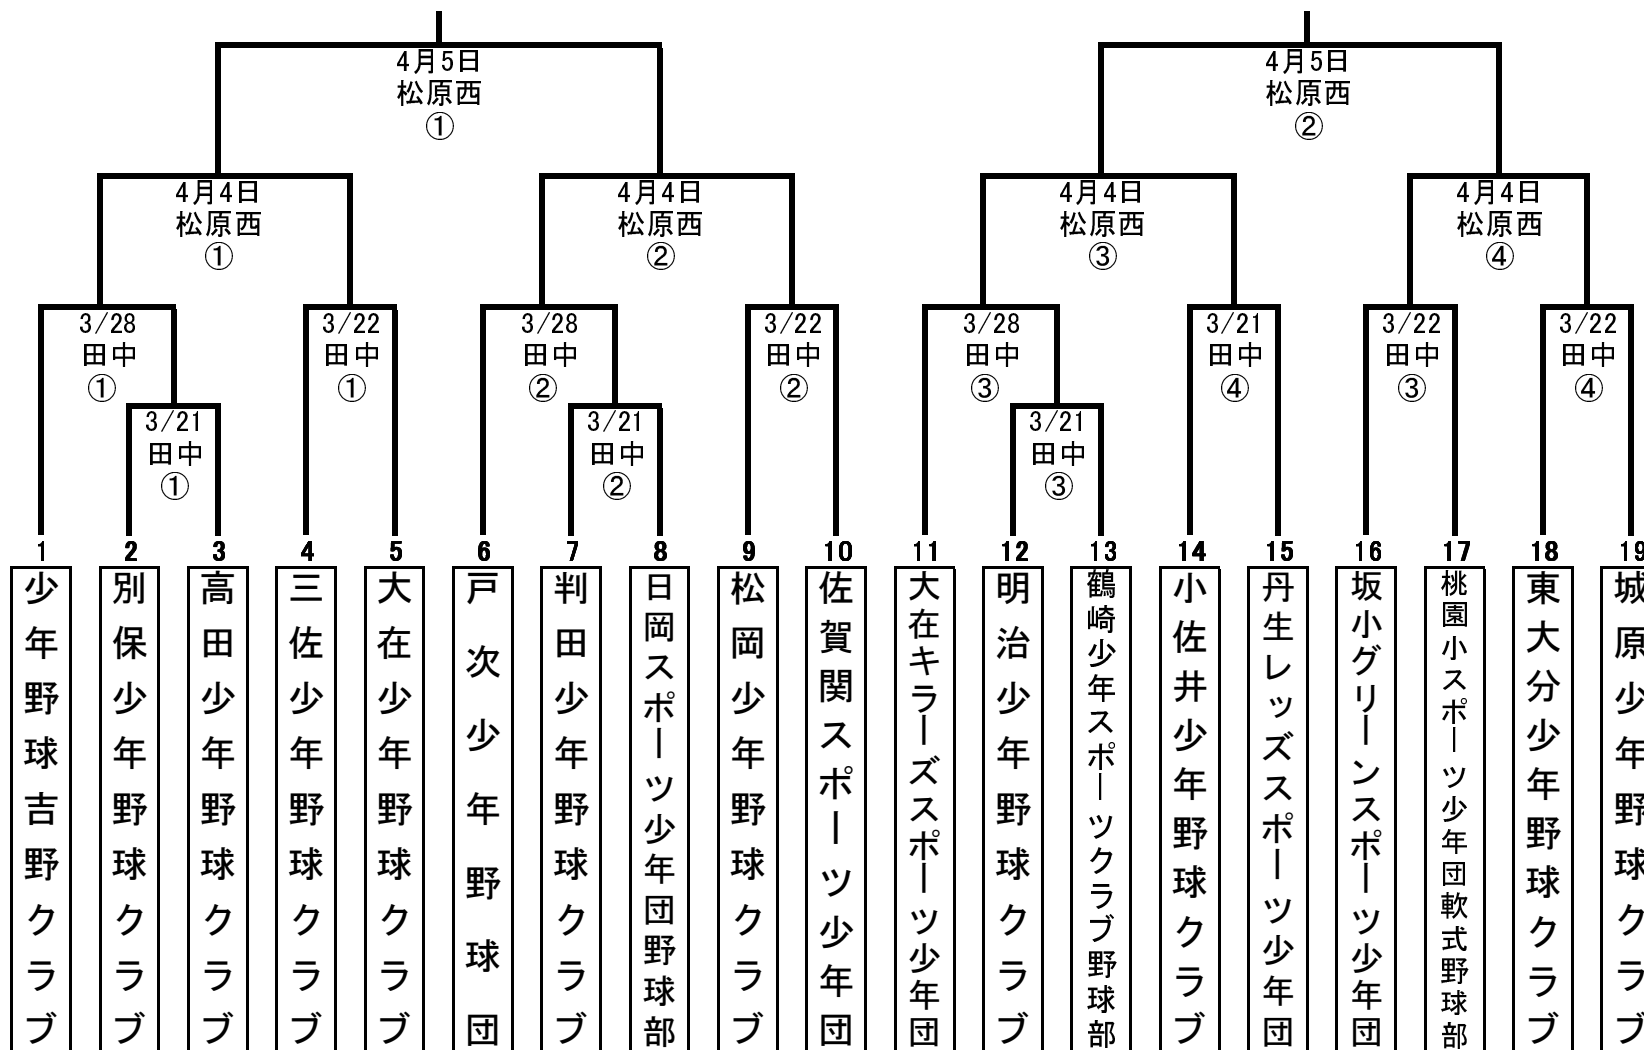 4月5日
松原西
①
4月5日
松原西
②
4月4日
松原西
①
4月4日
松原西
②
4月4日
松原西
③
4月4日
松原西
④
3/28
田中
①
3/22
田中
①
3/28
田中
②
3/22
田中
②
3/28
田中
③
3/21
田中
④
3/22
田中
③
3/22
田中
④
3/21
田中
①
3/21
田中
②
3/21
田中
③
1
少年野球吉野クラブ
2
別保少年野球クラブ
3
高田少年野球クラブ
4
三佐少年野球クラブ
5
大在少年野球クラブ
6
戸次少年野球団
7
判田少年野球クラブ
8
日岡スポーツ少年団野球部
9
松岡少年野球クラブ
10
佐賀関スポーツ少年団
11
大在キラーズスポーツ少年団
12
明治少年野球クラブ
13
鶴崎少年スポーツクラブ野球部
14
小佐井少年野球クラブ
15
丹生レッズスポーツ少年団
16
坂小グリーンスポーツ少年団
17
桃園小スポーツ少年団軟式野球部
18
東大分少年野球クラブ
19
城原少年野球クラブ